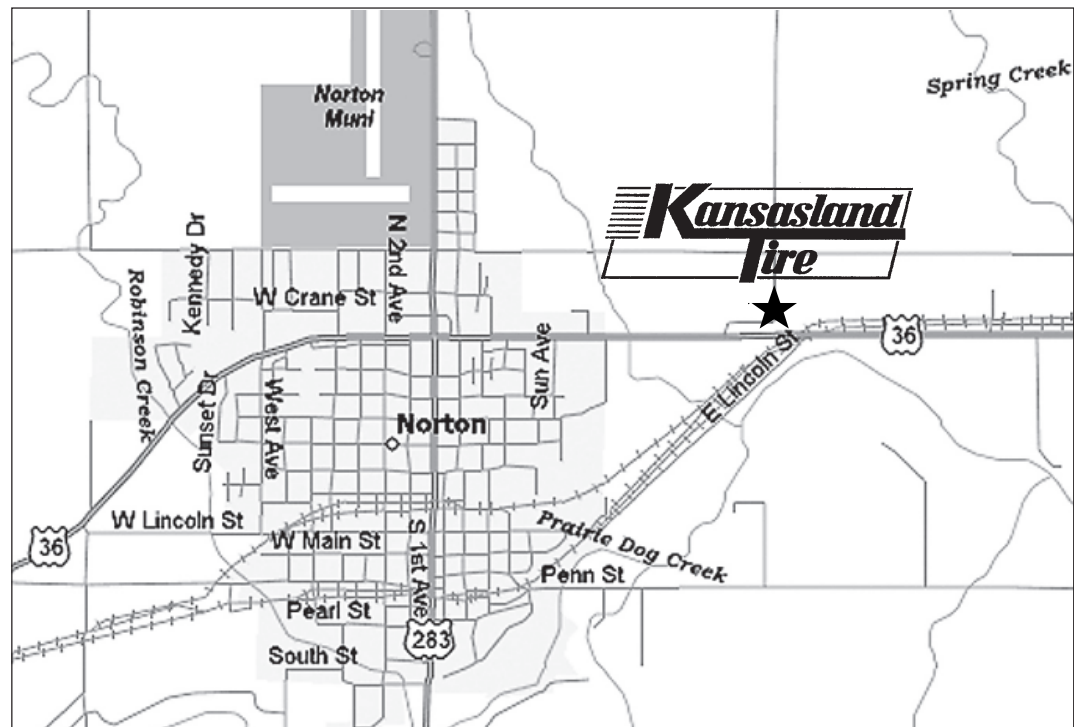 Spring Creek
Norton
Muni
Kansasland
Tire
N 2nd Ave
Kennedy Dr
Robinson Creek
W Crane St
36
Sun Ave
E Lincoln St
Sunset Dr
West Ave
Norton
W Lincoln St
36
W Main St
S 1st Ave
Prairie Dog Creek
Penn St
Pearl St
283
South St